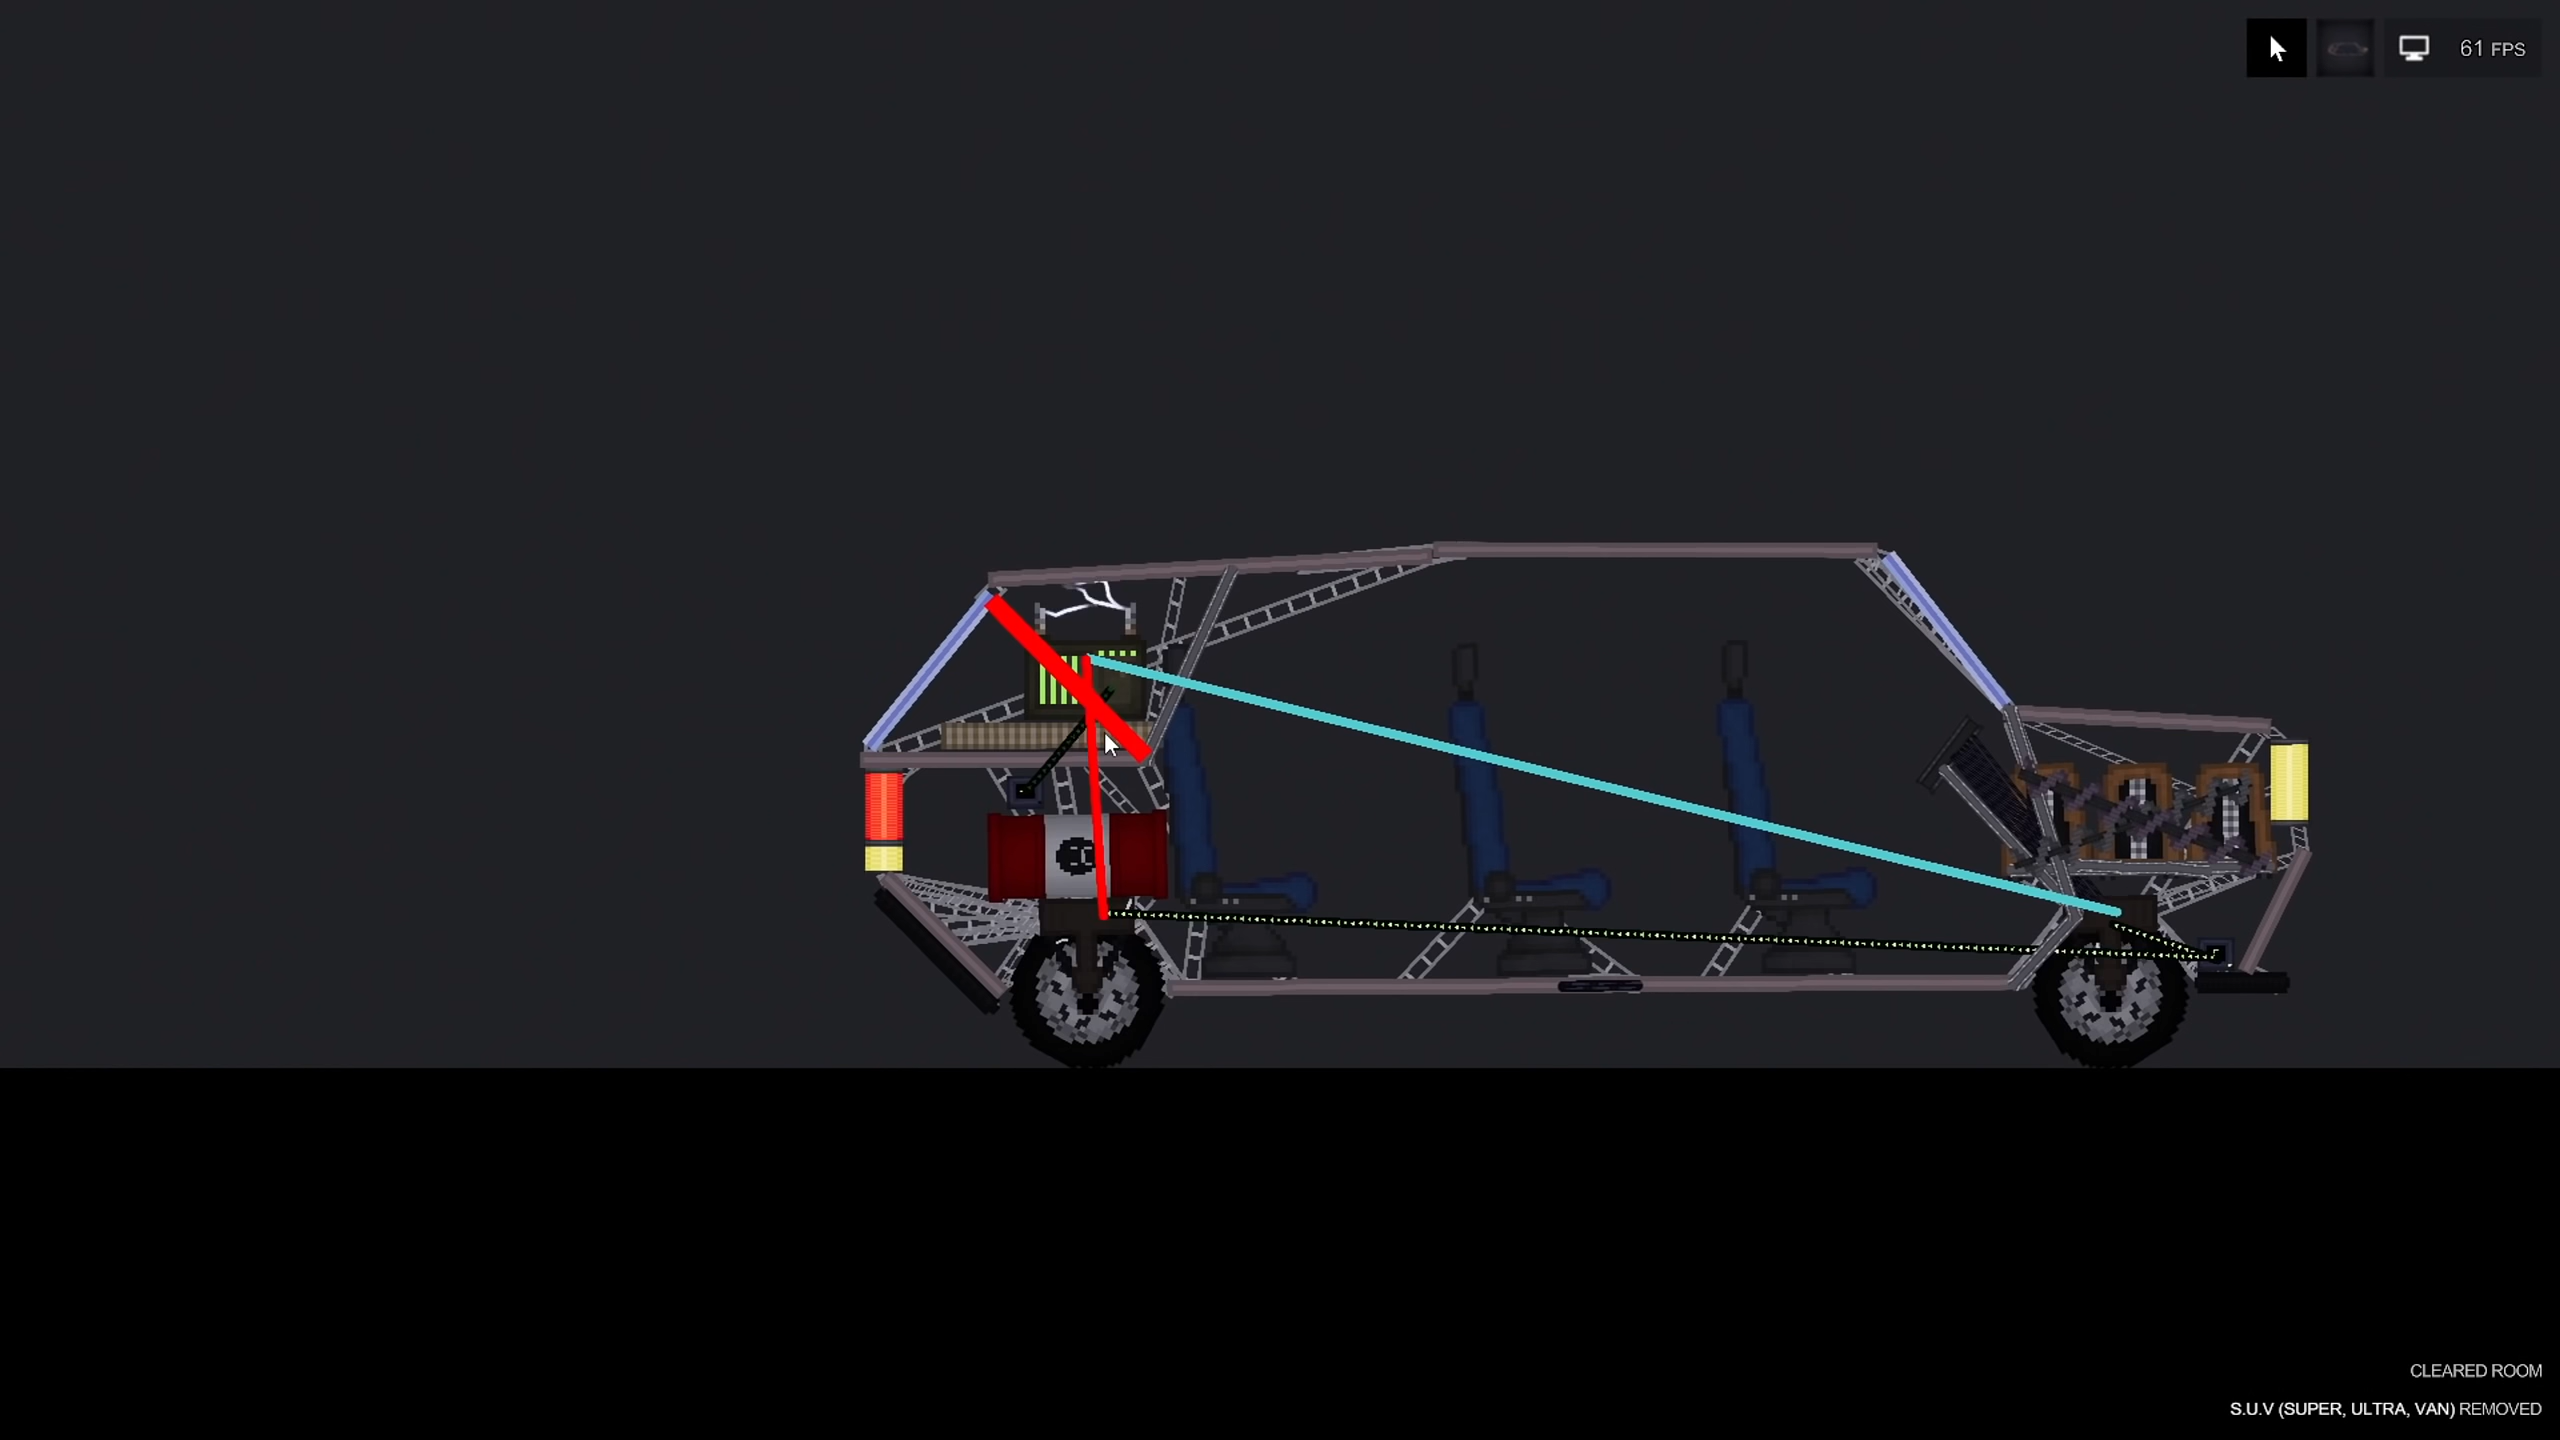 61 FPS
CLEARED ROOM
S.U.V (SUPER, ULTRA, VAN) REMOVED